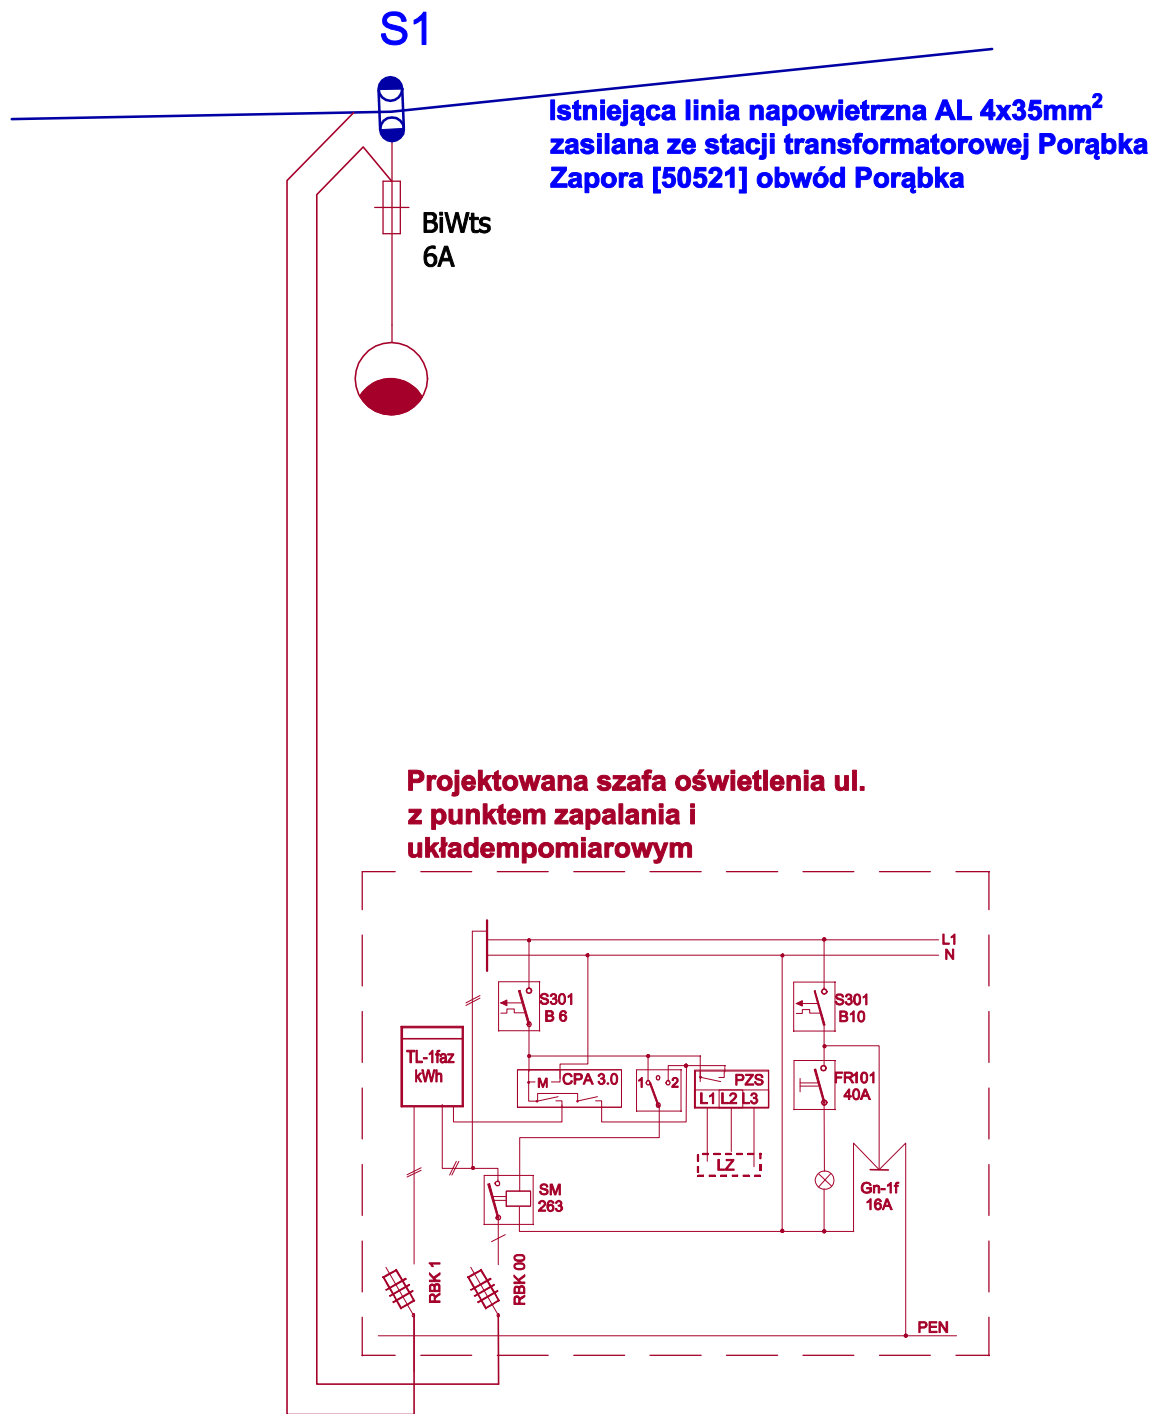 S1
Istniejąca linia napowietrzna AL 4x35mm²
zasilana ze stacji transformatorowej Porąbka
Zapora [50521] obwód Porąbka
BiWts
6A
Projektowana szafa oświetlenia ul.
z punktem zapalania i
układempomiarowym
L1
N
S301
B 6
S301
B10
TL-1faz
kWh
M
CPA 3.0
1
0
2
PZS
L1
L2
L3
FR101
40A
LZ
SM
263
Gn-1f
16A
RBK 1
RBK 00
PEN